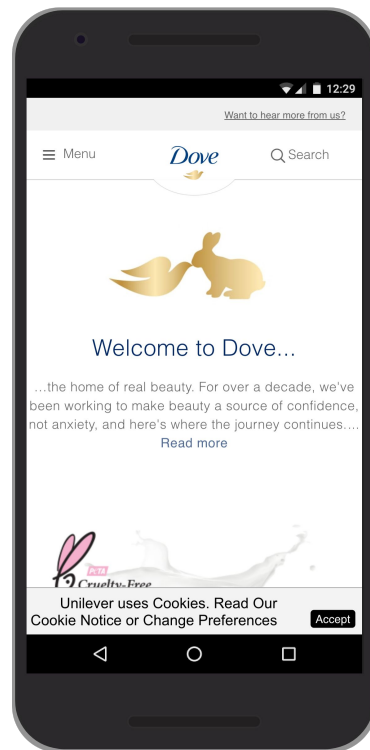 12:29
Want to hear more from us?
Menu
Dove
Search
Welcome to Dove...
...the home of real beauty. For over a decade, we've
been working to make beauty a source of confidence,
not anxiety, and here's where the journey continues....
Read more
PETA
Cruelty-Free
Unilever uses Cookies. Read Our
Cookie Notice or Change Preferences
Accept